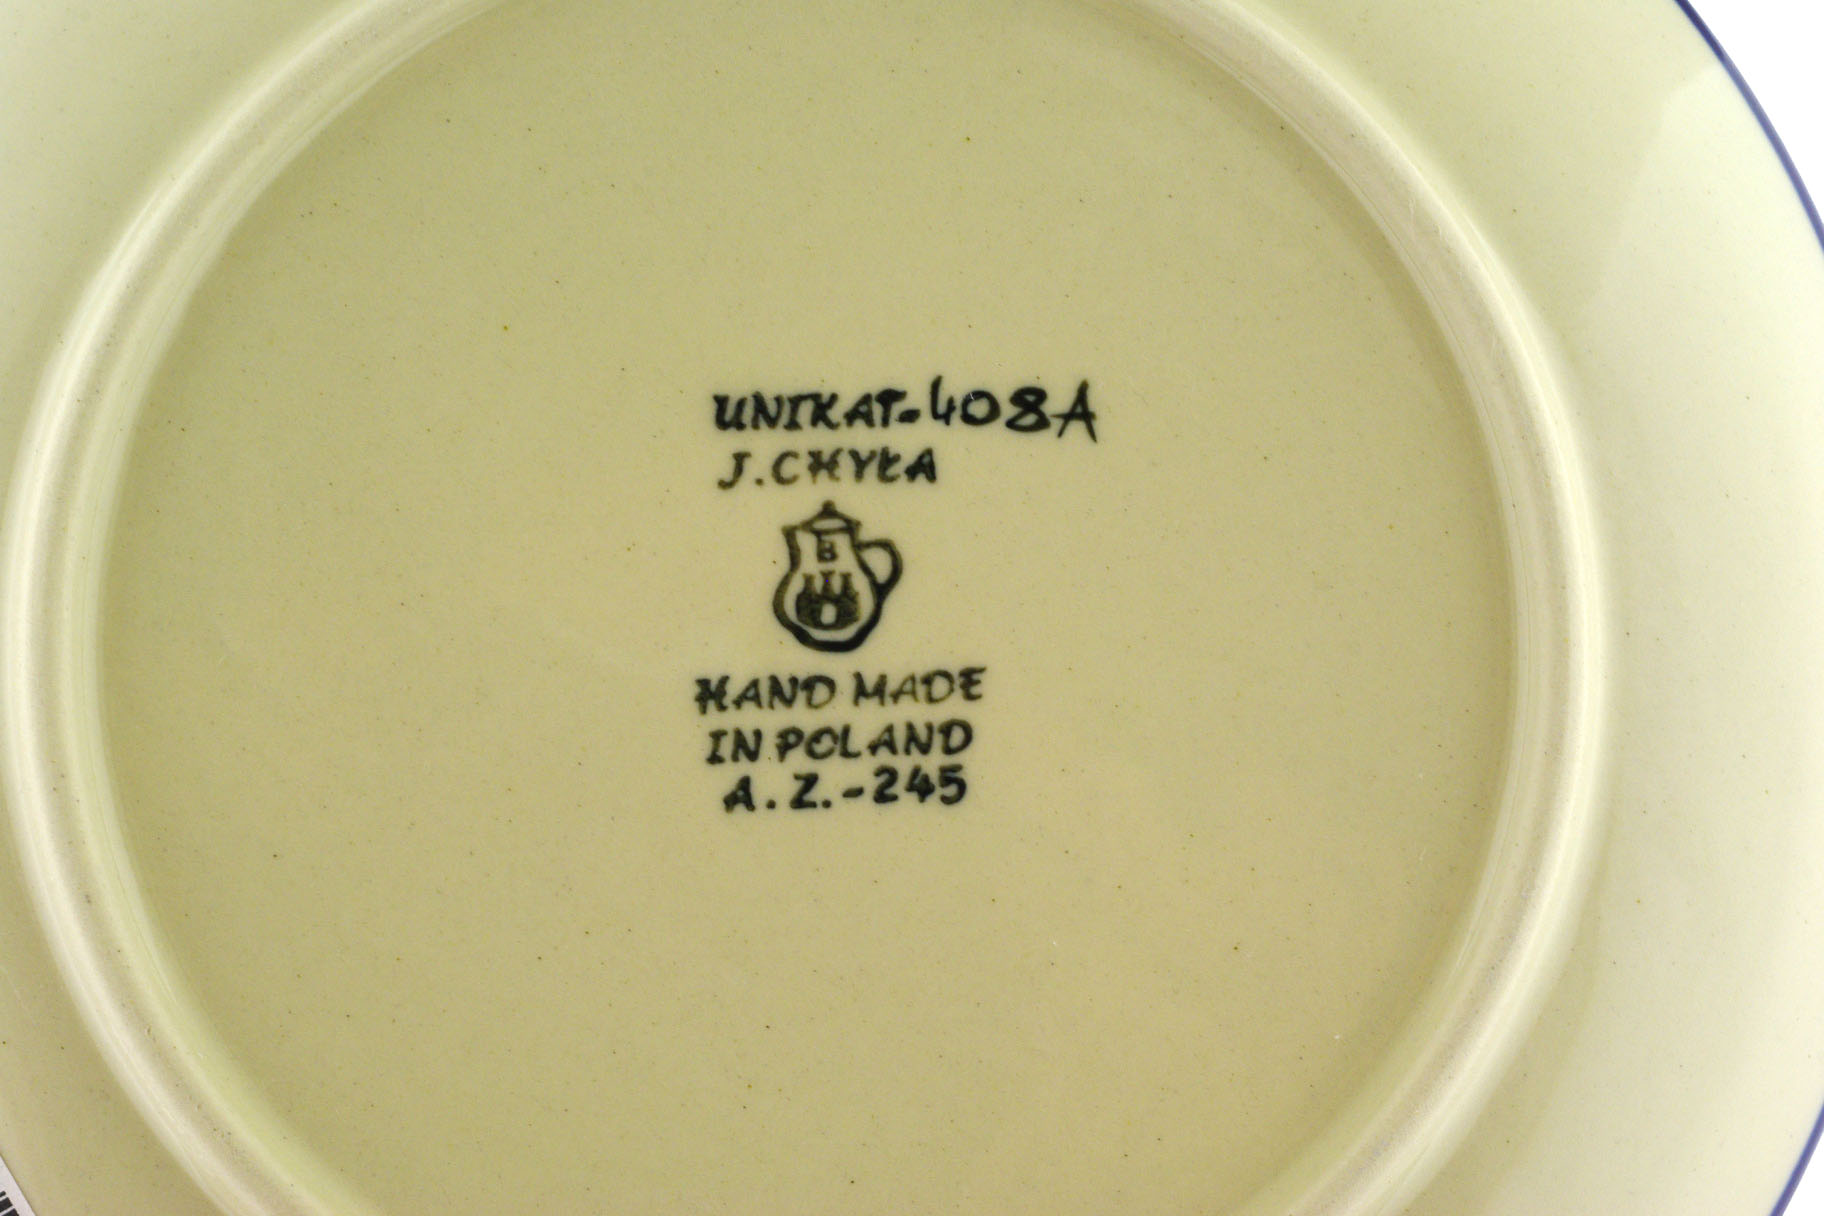 UNIKAT-408A
J.CHYŁA
B
HAND MADE
IN POLAND
A.Z.-245